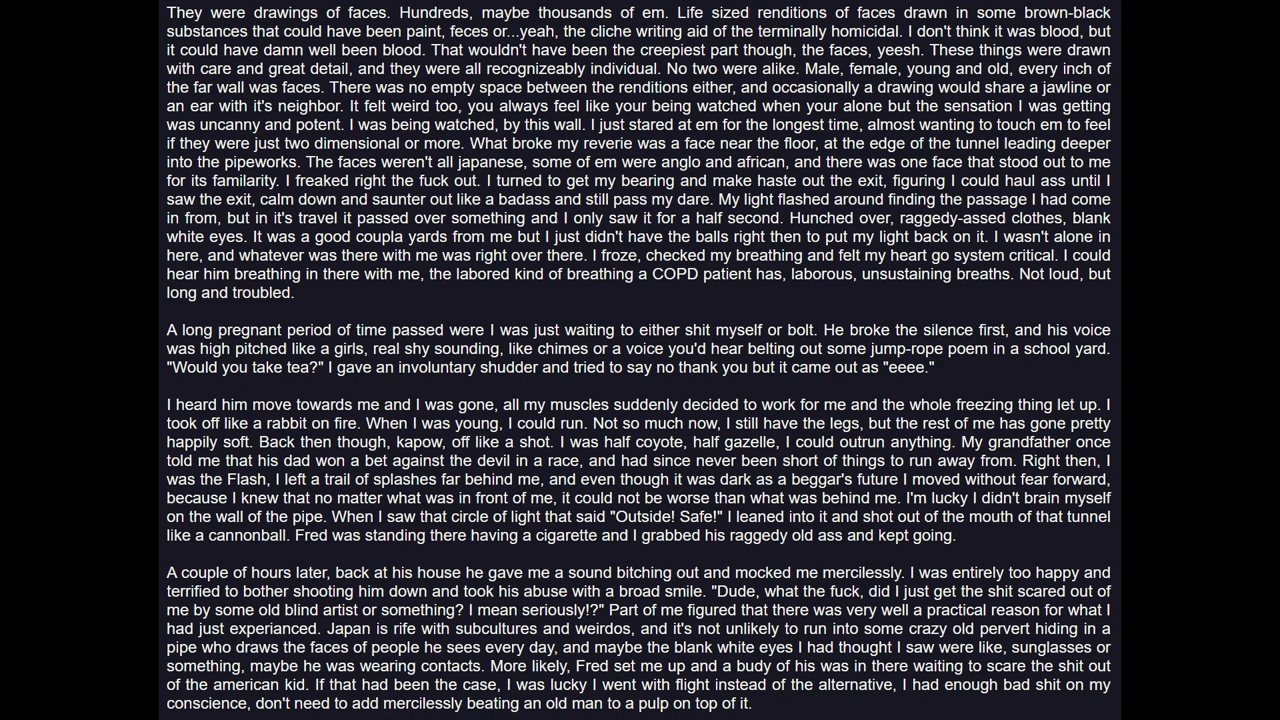 They were drawings of faces. Hundreds, maybe thousands of em. Life sized renditions of faces drawn in some brown-black
substances that could have been paint, feces or...yeah, the cliche writing aid of the terminally homicidal. I don't think it was blood, but
it could have damn well been blood. That wouldn't have been the creepiest part though, the faces, yeesh. These things were drawn
with care and great detail, and they were all recognizeably individual. No two were alike. Male, female, young and old, every inch of
the far wall was faces. There was no empty space between the renditions either, and occasionally a drawing would share a jawline or
an ear with it's neighbor. It felt weird too, you always feel like your being watched when your alone but the sensation I was getting
was uncanny and potent. I was being watched, by this wall. I just stared at em for the longest time, almost wanting to touch em to feel
if they were just two dimensional or more. What broke my reverie was a face near the floor, at the edge of the tunnel leading deeper
into the pipeworks. The faces weren't all japanese, some of em were anglo and african, and there was one face that stood out to me
for its familarity. I freaked right the fuck out. I turned to get my bearing and make haste out the exit, figuring I could haul ass until I
saw the exit, calm down and saunter out like a badass and still pass my dare. My light flashed around finding the passage I had come
in from, but in it's travel it passed over something and I only saw it for a half second. Hunched over, raggedy-assed clothes, blank
white eyes. It was a good coupla yards from me but I just didn't have the balls right then to put my light back on it. I wasn't alone in
here, and whatever was there with me was right over there. I froze, checked my breathing and felt my heart go system critical. I could
hear him breathing in there with me, the labored kind of breathing a COPD patient has, laborous, unsustaining breaths. Not loud, but
long and troubled.
A long pregnant period of time passed were I was just waiting to either shit myself or bolt. He broke the silence first, and his voice
was high pitched like a girls, real shy sounding, like chimes or a voice you'd hear belting out some jump-rope poem in a school yard.
"Would you take tea?" I gave an involuntary shudder and tried to say no thank you but it came out as "eeee."
I heard him move towards me and I was gone, all my muscles suddenly decided to work for me and the whole freezing thing let up. I
took off like a rabbit on fire. When I was young, I could run. Not so much now, I still have the legs, but the rest of me has gone pretty
happily soft. Back then though, kapow, off like a shot. I was half coyote, half gazelle, I could outrun anything. My grandfather once
told me that his dad won a bet against the devil in a race, and had since never been short of things to run away from. Right then, I
was the Flash, I left a trail of splashes far behind me, and even though it was dark as a beggar's future I moved without fear forward,
because I knew that no matter what was in front of me, it could not be worse than what was behind me. I'm lucky I didn't brain myself
on the wall of the pipe. When I saw that circle of light that said "Outside! Safe!" I leaned into it and shot out of the mouth of that tunnel
like a cannonball. Fred was standing there having a cigarette and I grabbed his raggedy old ass and kept going.
A couple of hours later, back at his house he gave me a sound bitching out and mocked me mercilessly. I was entirely too happy and
terrified to bother shooting him down and took his abuse with a broad smile. "Dude, what the fuck, did I just get the shit scared out of
me by some old blind artist or something? I mean seriously!?" Part of me figured that there was very well a practical reason for what I
had just experianced. Japan is rife with subcultures and weirdos, and it's not unlikely to run into some crazy old pervert hiding in a
pipe who draws the faces of people he sees every day, and maybe the blank white eyes I had thought I saw were like, sunglasses or
something, maybe he was wearing contacts. More likely, Fred set me up and a budy of his was in there waiting to scare the shit out
of the american kid. If that had been the case, I was lucky I went with flight instead of the alternative, I had enough bad shit on my
conscience, don't need to add mercilessly beating an old man to a pulp on top of it.